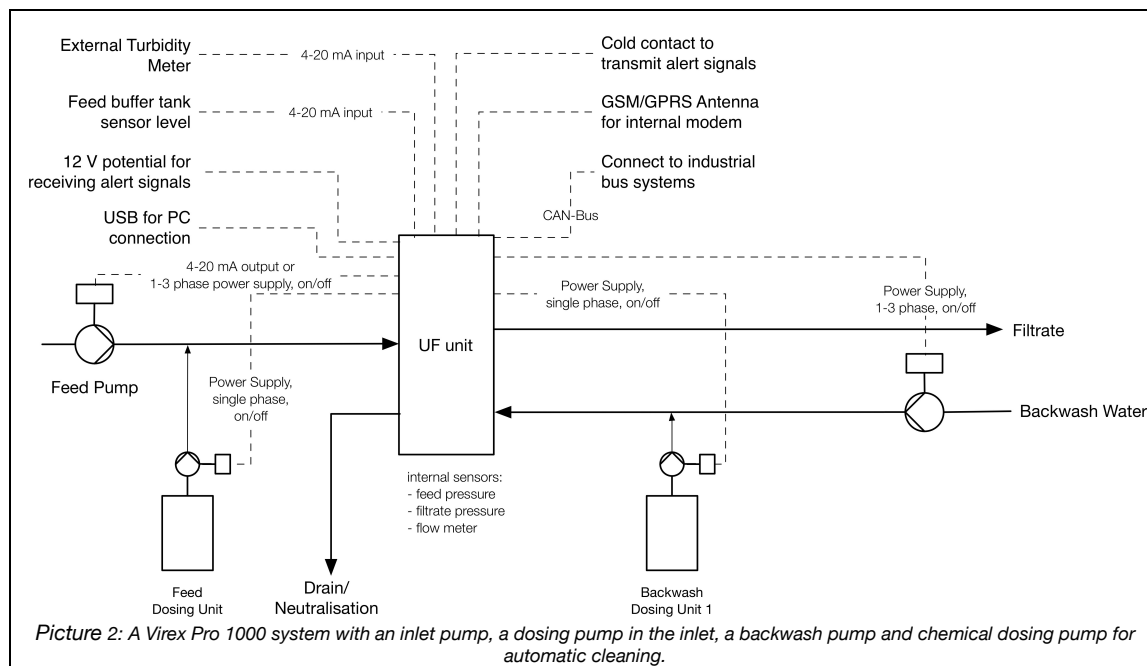 External Turbidity
Meter
4-20 mA input
Cold contact to
transmit alert signals
Feed buffer tank
sensor level
4-20 mA input
GSM/GPRS Antenna
for internal modem
12 V potential for
receiving alert signals
Connect to industrial
bus systems
USB for PC
connection
CAN-Bus
4-20 mA output or
1-3 phase power supply, on/off
Power Supply,
single phase, on/off
Power Supply,
1-3 phase, on/off
Feed Pump
UF unit
Filtrate
Power Supply,
single phase,
on/off
Backwash Water
internal sensors:
- feed pressure
- filtrate pressure
- flow meter
Feed
Dosing Unit
Drain/
Neutralisation
Backwash
Dosing Unit 1
Picture 2: A Virex Pro 1000 system with an inlet pump, a dosing pump in the inlet, a backwash pump and chemical dosing pump for
automatic cleaning.